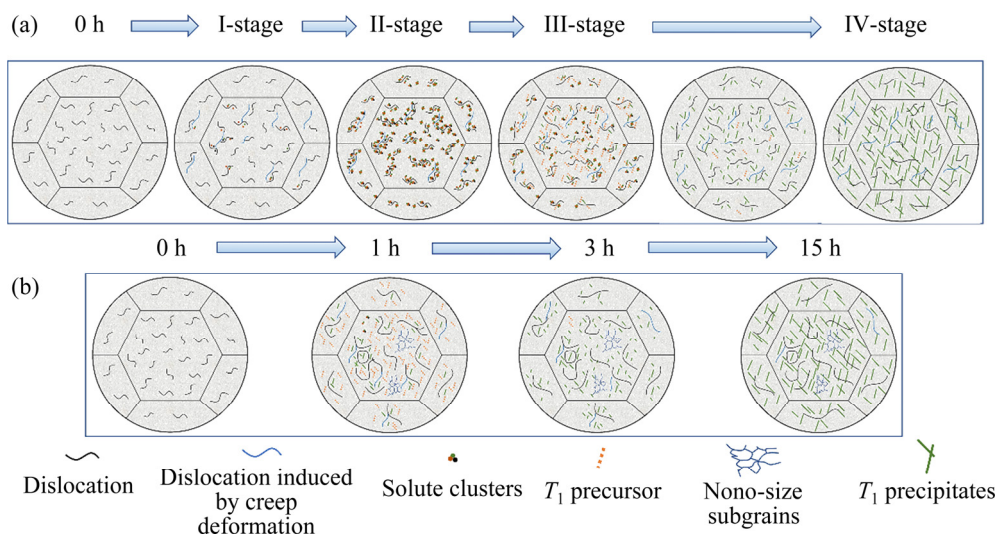 (a) 0 h I-stage II-stage III-stage IV-stage
0 h 1 h 3 h 15 h
(b)
Dislocation
Dislocation induced
by creep
deformation
Solute clusters
T₁ precursor
Nono-size
subgrains
T₁ precipitates